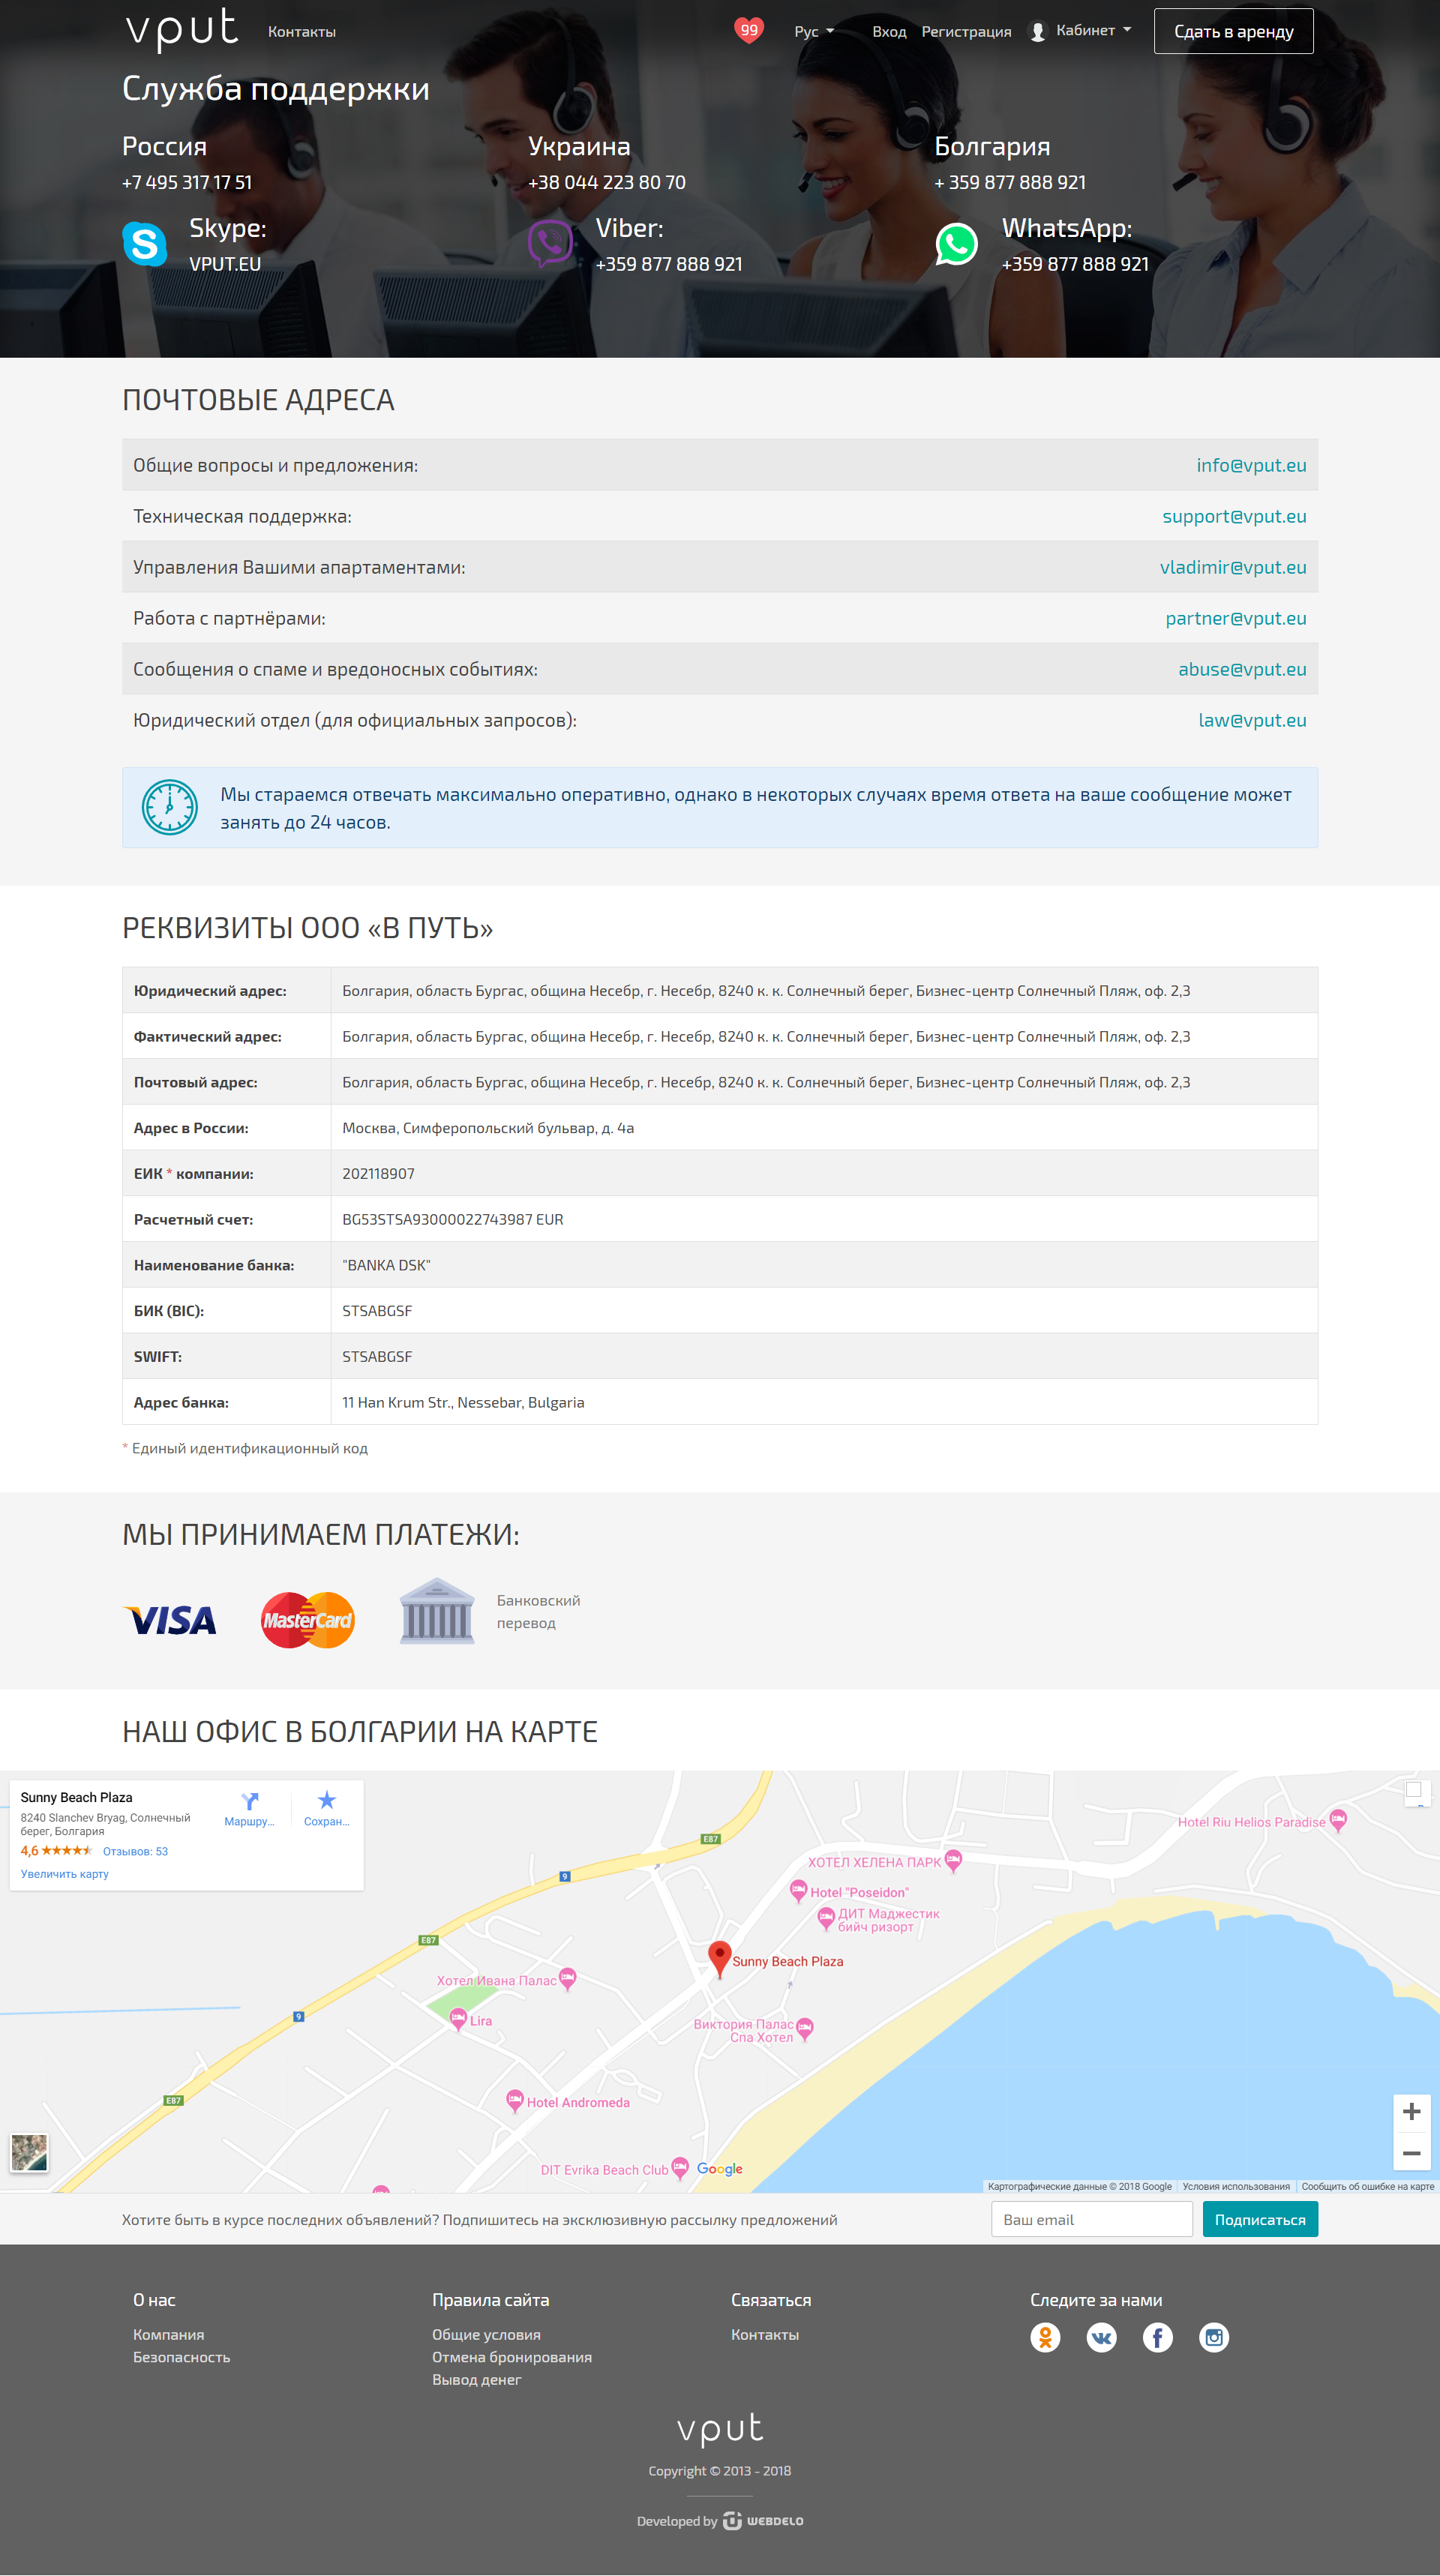 vput
Контакты
99
Рус
Вход
Регистрация
Кабинет
Сдать в аренду
Служба поддержки
Россия
+7 495 317 17 51
Украина
+38 044 223 80 70
Болгария
+ 359 877 888 921
Skype:
VPUT.EU
Viber:
+359 877 888 921
WhatsApp:
+359 877 888 921
ПОЧТОВЫЕ АДРЕСА
Общие вопросы и предложения: info@vput.eu
Техническая поддержка: support@vput.eu
Управления Вашими апартаментами: vladimir@vput.eu
Работа с партнёрами: partner@vput.eu
Сообщения о спаме и вредоносных событиях: abuse@vput.eu
Юридический отдел (для официальных запросов): law@vput.eu
Мы стараемся отвечать максимально оперативно, однако в некоторых случаях время ответа на ваше сообщение может
занять до 24 часов.
РЕКВИЗИТЫ ООО «В ПУТЬ»
Юридический адрес: Болгария, область Бургас, община Несебр, г. Несебр, 8240 к. к. Солнечный берег, Бизнес-центр Солнечный Пляж, оф. 2,3
Фактический адрес: Болгария, область Бургас, община Несебр, г. Несебр, 8240 к. к. Солнечный берег, Бизнес-центр Солнечный Пляж, оф. 2,3
Почтовый адрес: Болгария, область Бургас, община Несебр, г. Несебр, 8240 к. к. Солнечный берег, Бизнес-центр Солнечный Пляж, оф. 2,3
Адрес в России: Москва, Симферопольский бульвар, д. 4а
ЕИК * компании: 202118907
Расчетный счет: BG53STSA93000022743987 EUR
Наименование банка: "BANKA DSK"
БИК (BIC): STSABGSF
SWIFT: STSABGSF
Адрес банка: 11 Han Krum Str., Nessebar, Bulgaria
* Единый идентификационный код
МЫ ПРИНИМАЕМ ПЛАТЕЖИ:
VISA
MasterCard
Банковский
перевод
НАШ ОФИС В БОЛГАРИИ НА КАРТЕ
Sunny Beach Plaza
8240 Slanchev Bryag, Солнечный
берег, Болгария
4,6
Отзывов: 53
Увеличить карту
Маршру...
Сохран...
Hotel Riu Helios Paradise
E87
ХОТЕЛ ХЕЛЕНА ПАРК
9
Hotel "Poseidon"
ДИТ Маджестик
бийч ризорт
E87
Sunny Beach Plaza
Хотел Ивана Палас
9
Lira
Виктория Палас
Спа Хотел
E87
Hotel Andromeda
DIT Evrika Beach Club
Google
+
−
Картографические данные © 2018 Google
Условия использования
Сообщить об ошибке на карте
Хотите быть в курсе последних объявлений? Подпишитесь на эксклюзивную рассылку предложений
Ваш email
Подписаться
О нас
Компания
Безопасность
Правила сайта
Общие условия
Отмена бронирования
Вывод денег
Связаться
Контакты
Следите за нами
vput
Copyright © 2013 - 2018
Developed by WEBDELO